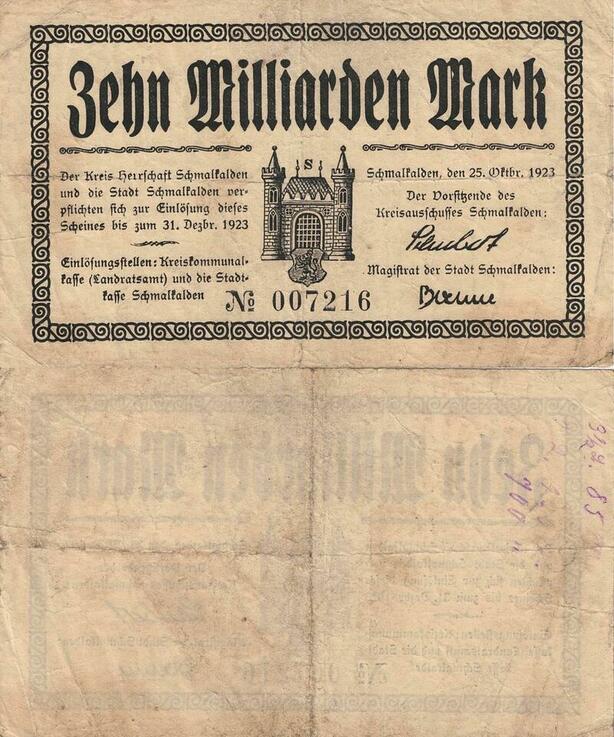 Zehn Milliarden Mark
Der Kreis Herrschaft Schmalkalden
und die Stadt Schmalkalden ver-
pflichten sich zur Einlösung dieses
Scheines bis zum 31. Dezbr. 1923
Einlösungsstellen: Kreiskommunal-
kasse (Landratsamt) und die Stadt-
kasse Schmalkalden
S
№ 007216
Schmalkalden, den 25. Oktbr. 1923
Der Vorsitzende des
Kreisausschusses Schmalkalden:
Magistrat der Stadt Schmalkalden: